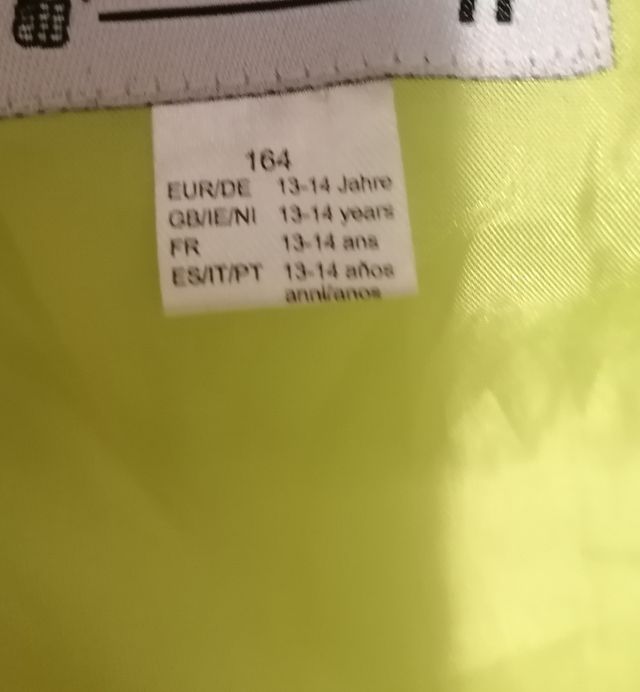 164
EUR/DE 13-14 Jahre
GB/IE/NI 13-14 years
FR 13-14 ans
ES/IT/PT 13-14 años
anni/anos